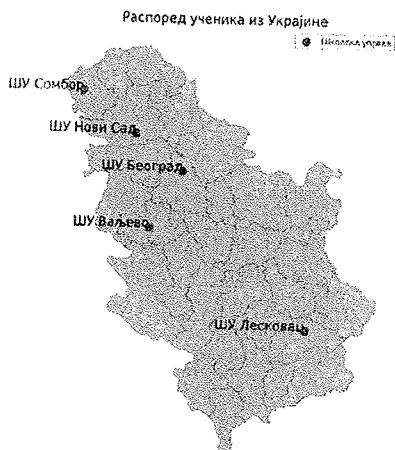 Распоред ученика из Украјине
Школска управа
ШУ Сомбор
ШУ Нови Сад
ШУ Београд
ШУ Ваљево
ШУ Лесковац